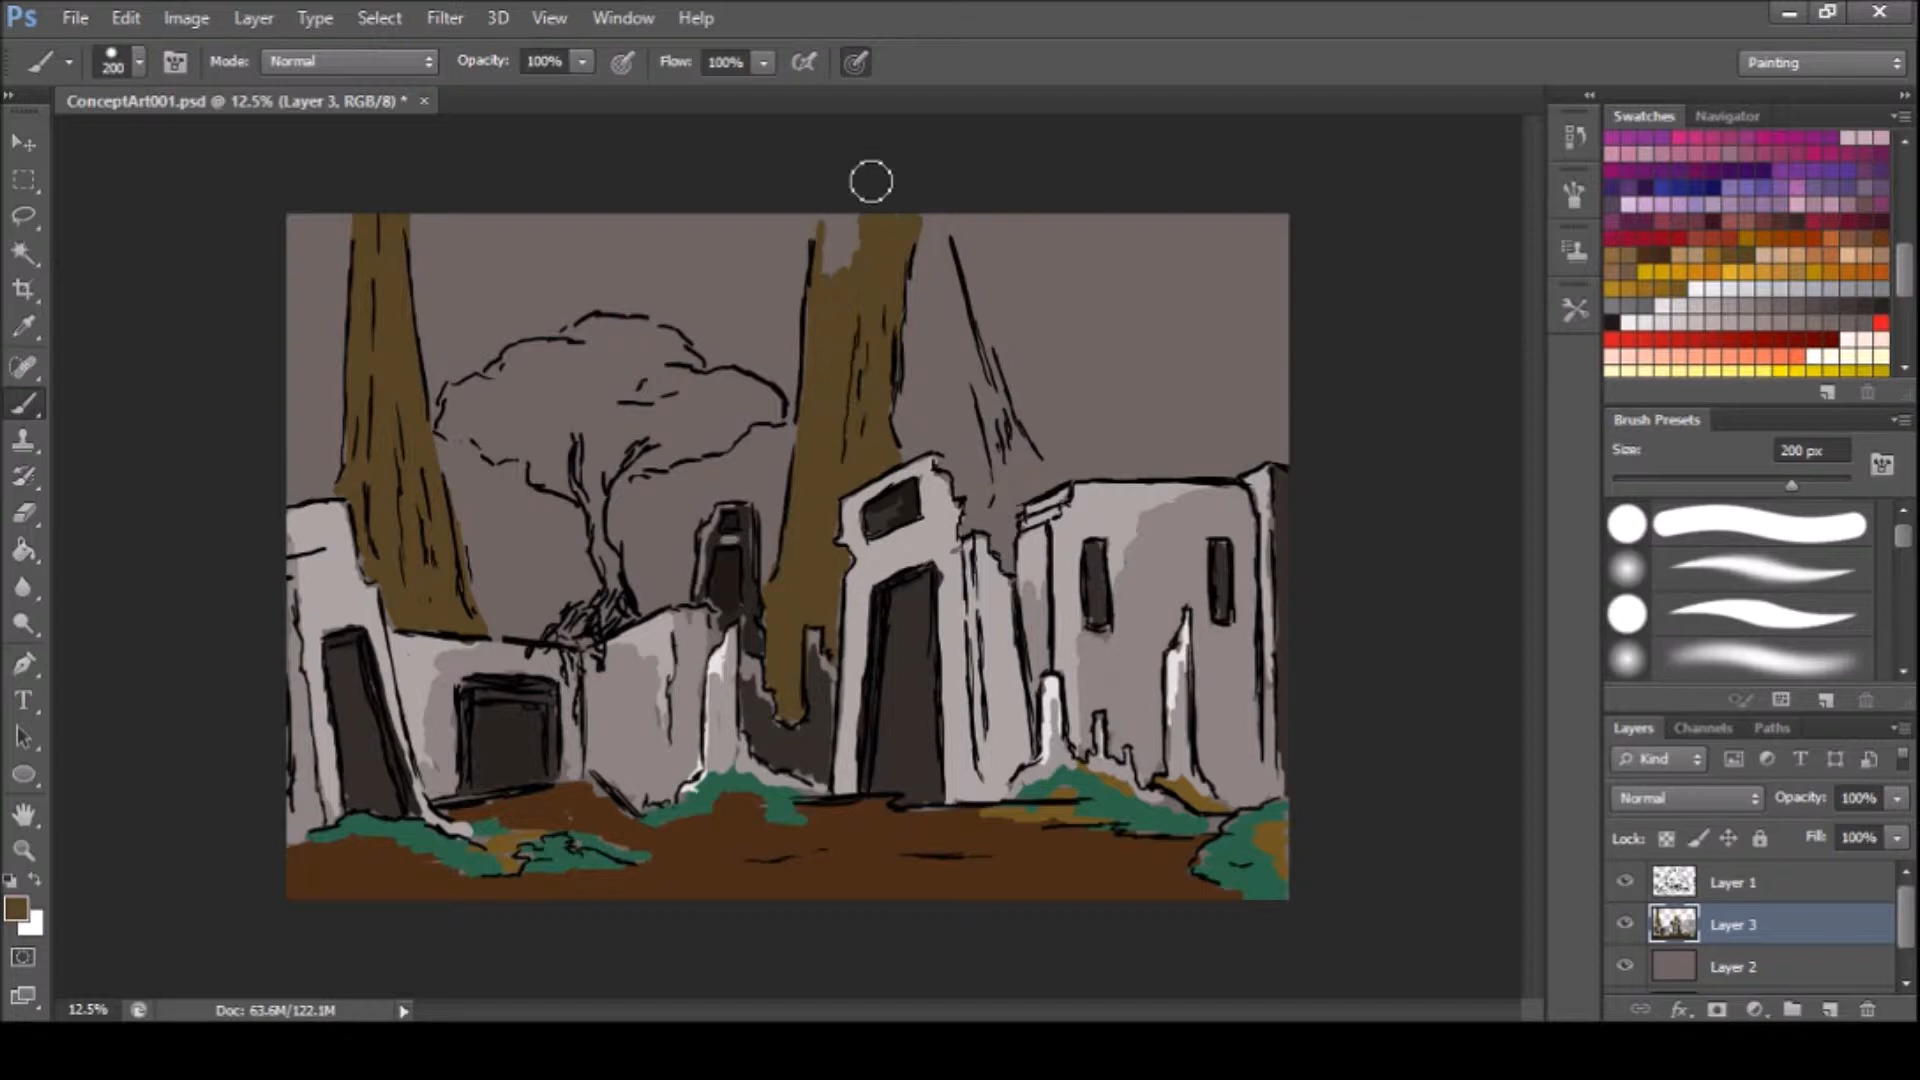 Ps File Edit Image Layer Type Select Filter 3D View Window Help
200 Mode: Normal Opacity: 100% Flow: 100% Painting
ConceptArt001.psd @ 12.5% (Layer 3, RGB/8) * ×
Swatches Navigator
Brush Presets
Size: 200 px
Layers Channels Paths
Kind
Normal Opacity: 100%
Lock: Fill: 100%
Layer 1
Layer 3
Layer 2
12.5% Doc: 63.6M/122.1M